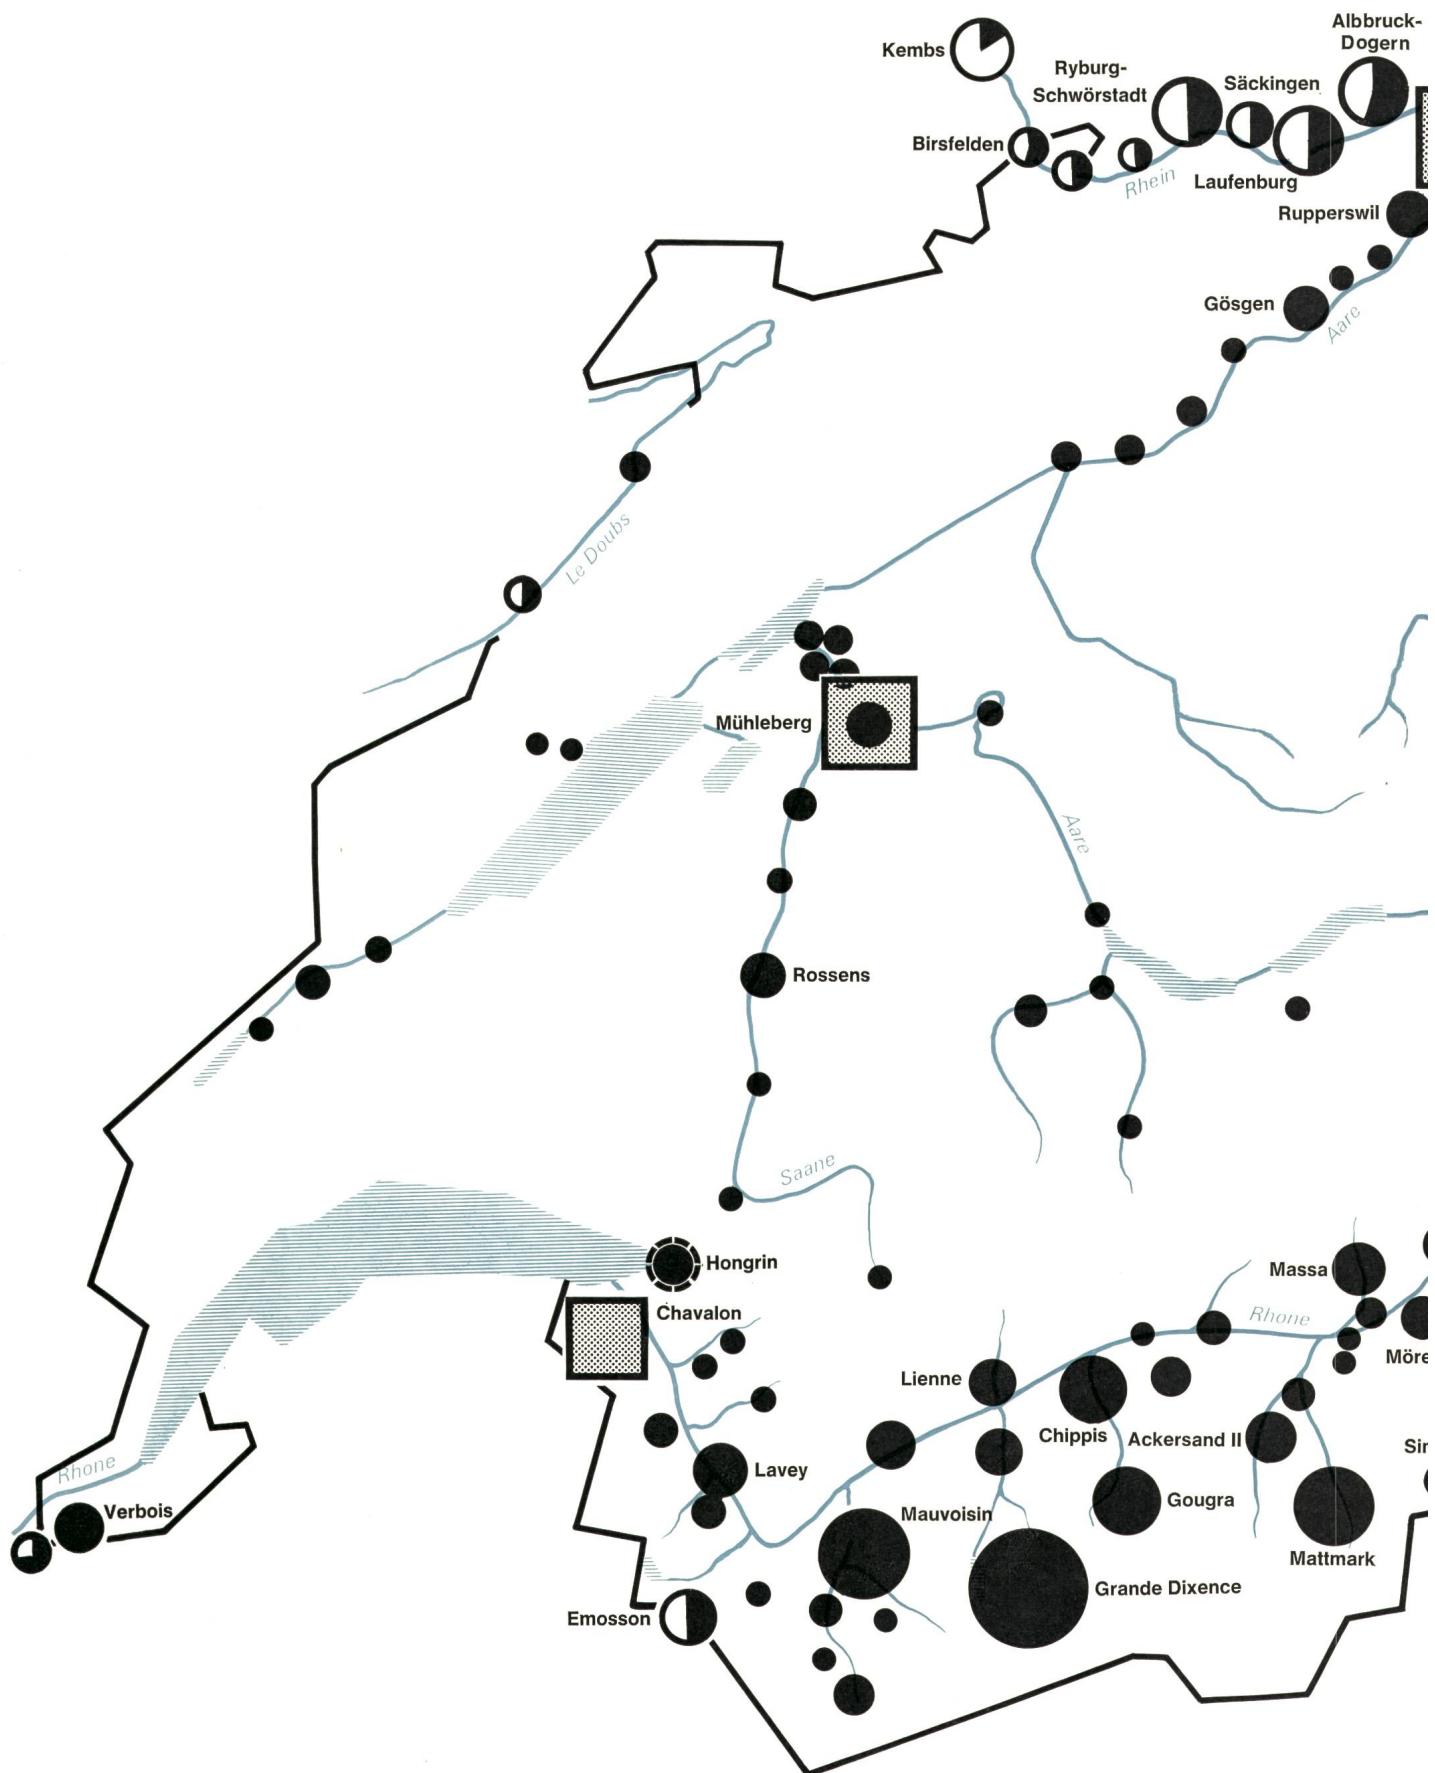 Albbruck-
Dogern
Kembs
Ryburg-
Schwörstadt
Säckingen
Birsfelden
Rhein
Laufenburg
Rupperswil
Gösgen
Aare
Le Doubs
Mühleberg
Aare
Rossens
Saane
Hongrin
Massa
Chavalon
Rhone
Möre
Lienne
Chippis
Ackersand II
Sin
Rhone
Lavey
Verbois
Mauvoisin
Gougra
Mattmark
Grande Dixence
Emosson